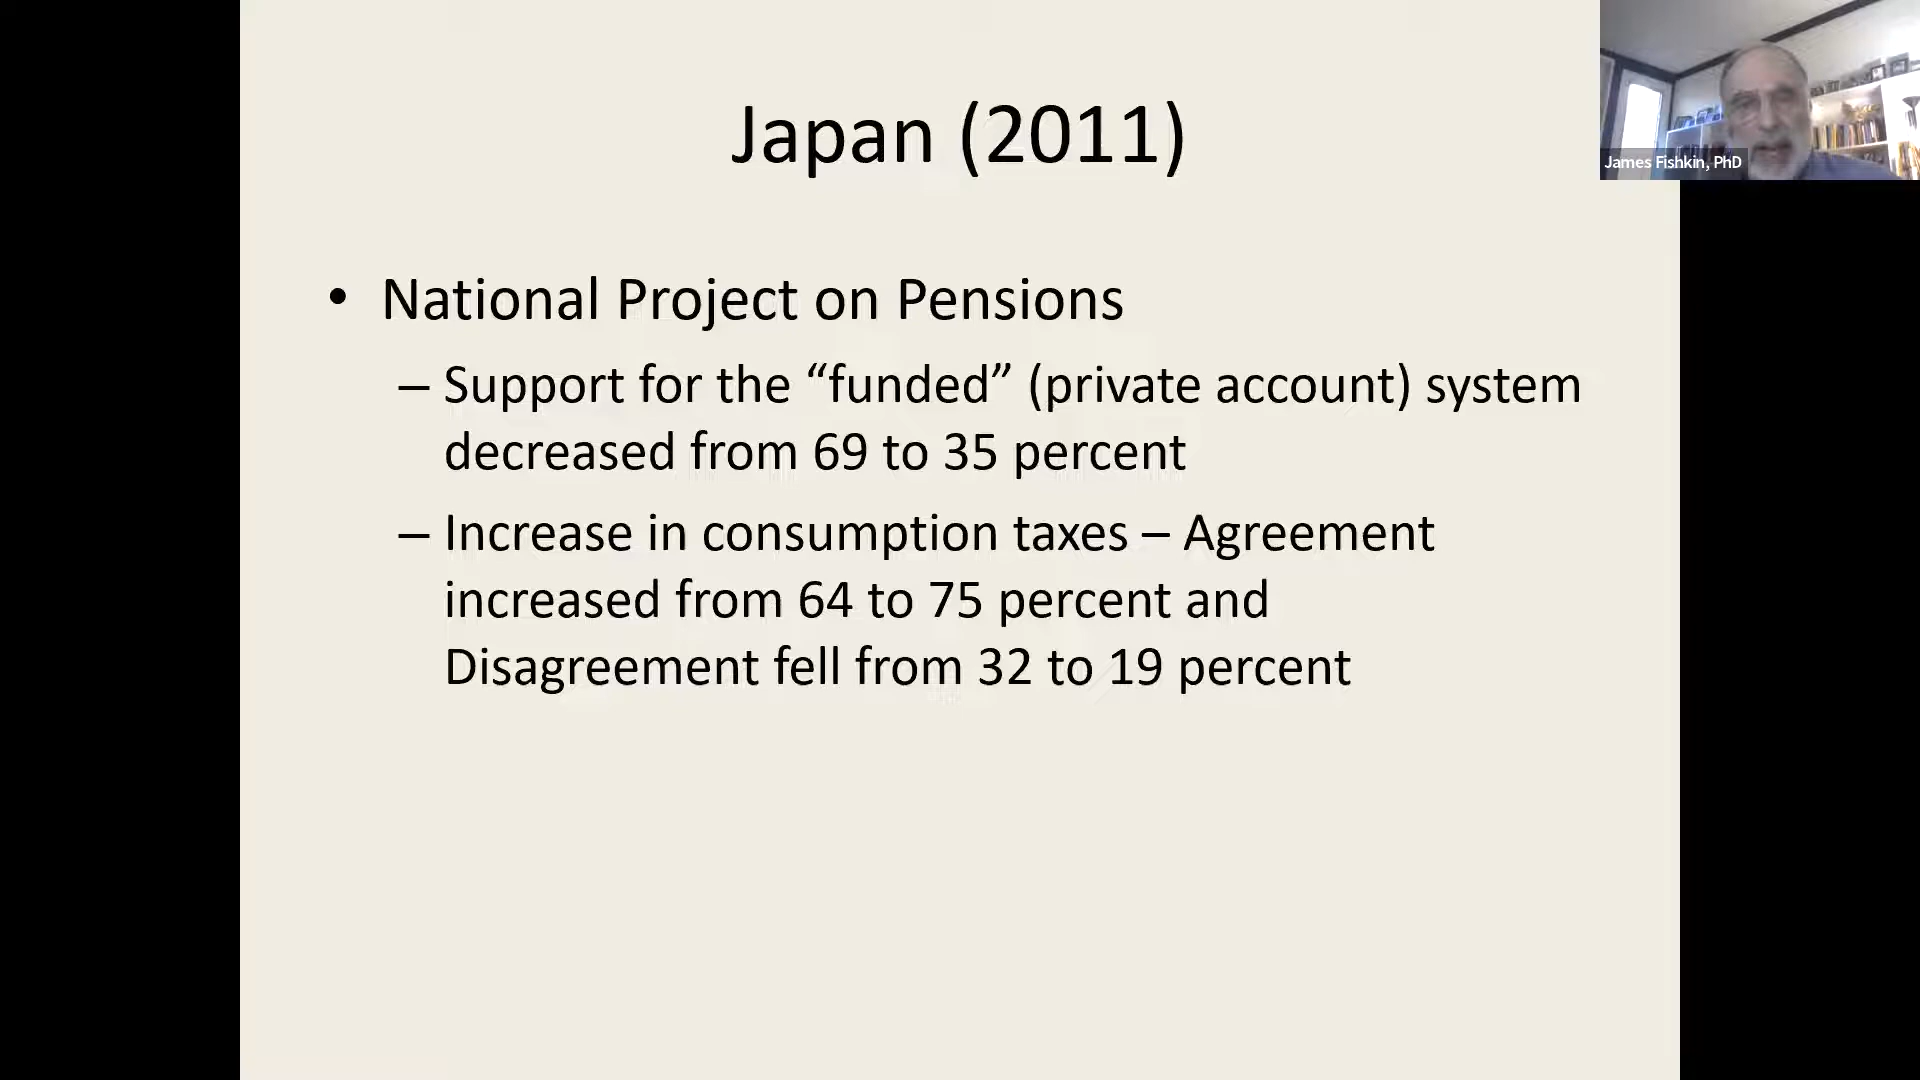 Japan (2011)
James Fishkin, PhD
• National Project on Pensions
– Support for the “funded” (private account) system
decreased from 69 to 35 percent
– Increase in consumption taxes – Agreement
increased from 64 to 75 percent and
Disagreement fell from 32 to 19 percent